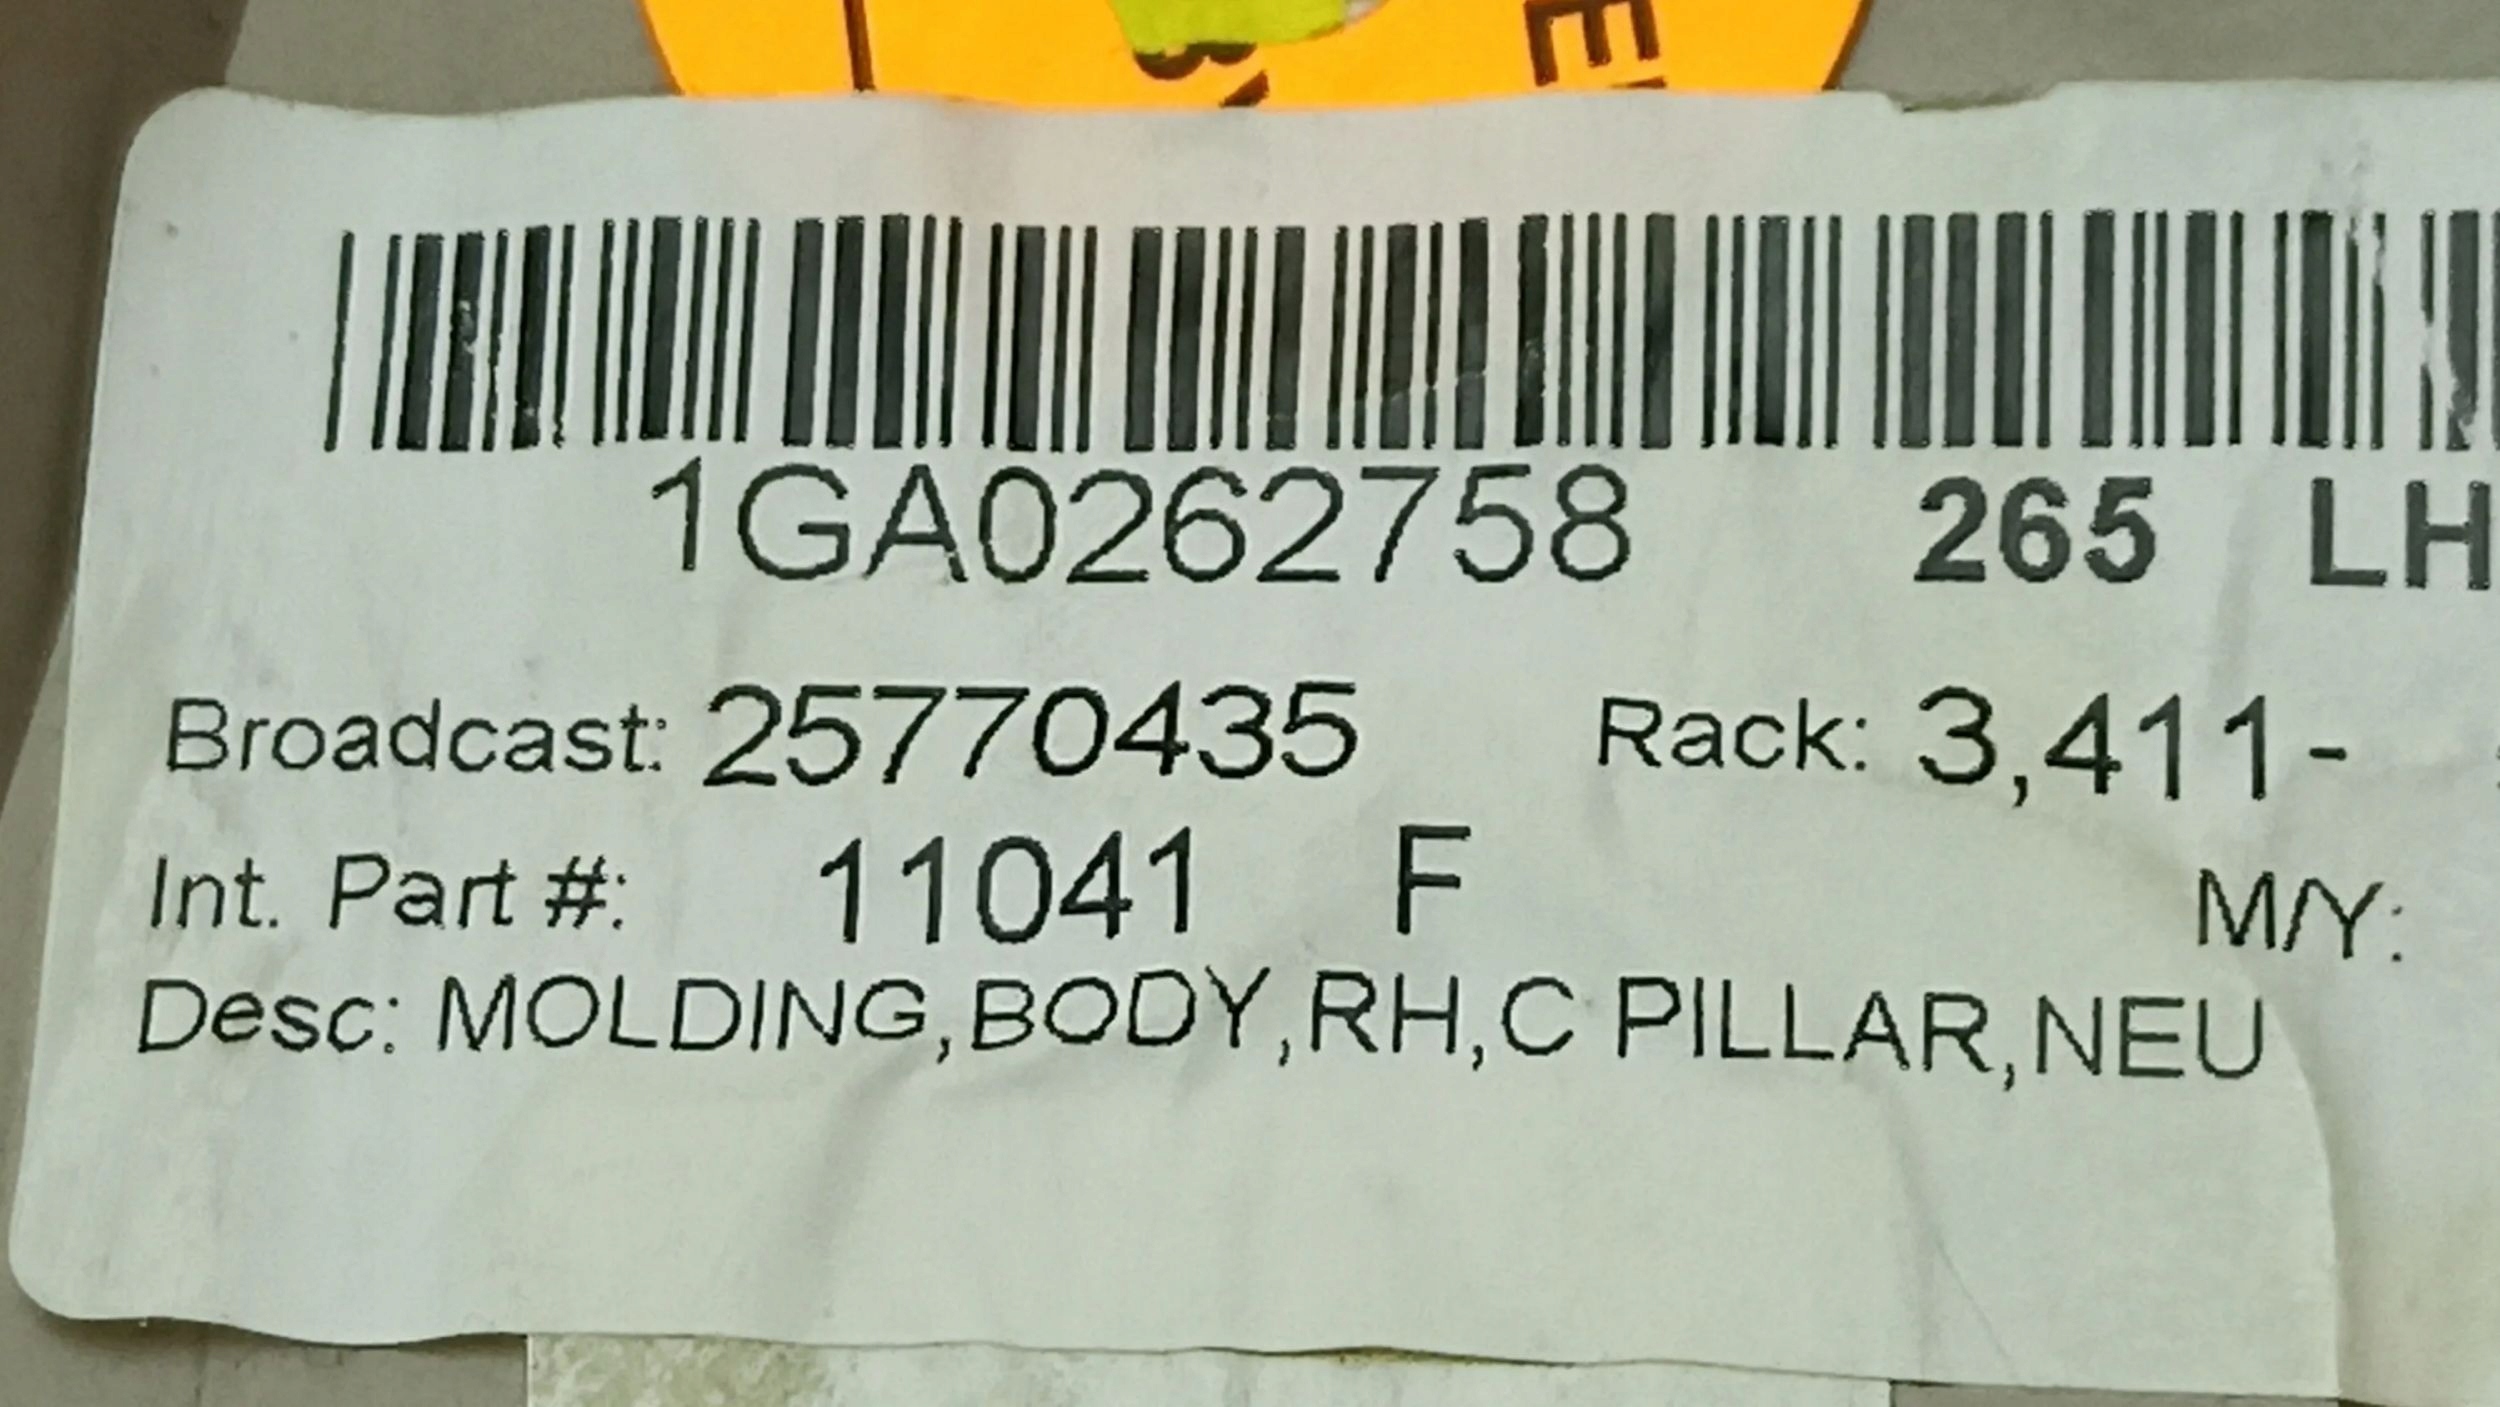 1GA0262758 265 LH
Broadcast: 25770435 Rack: 3,411-
Int. Part #: 11041 F M/Y:
Desc: MOLDING,BODY,RH,C PILLAR,NEU